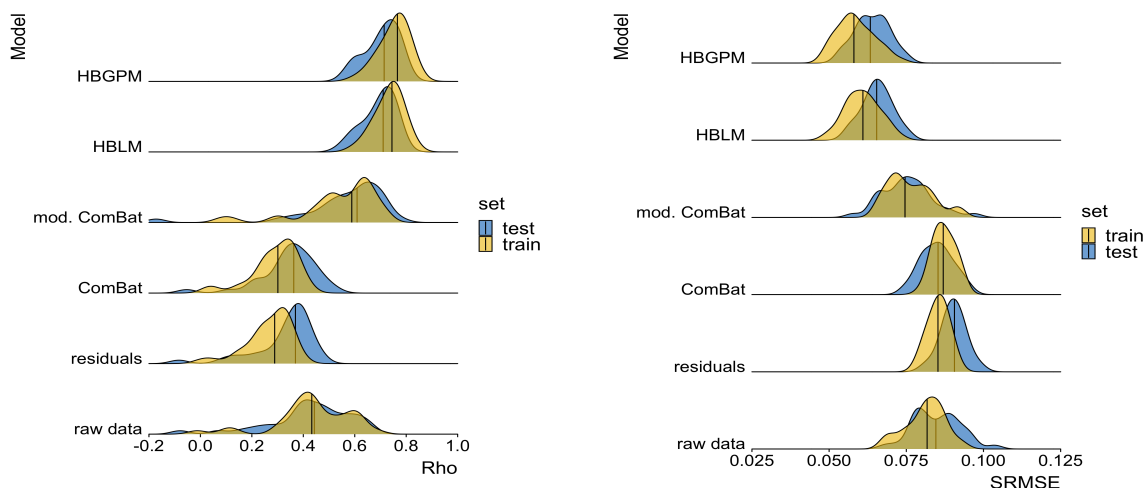 Model
HBGPM
HBLM
mod. ComBat
ComBat
residuals
raw data
-0.2 0.0 0.2 0.4 0.6 0.8 1.0
Rho
set
test
train
Model
HBGPM
HBLM
mod. ComBat
ComBat
residuals
raw data
0.025 0.050 0.075 0.100 0.125
SRMSE
set
train
test